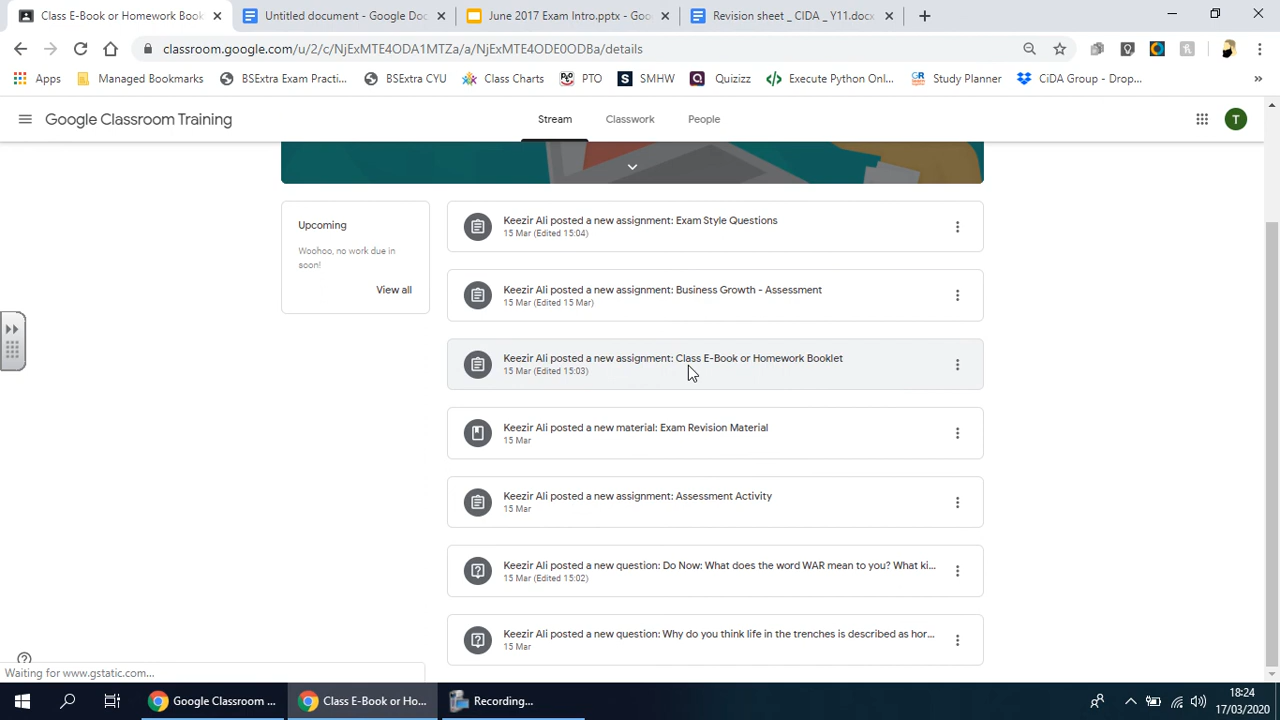 Class E-Book or Homework Book
Untitled document - Google Do
June 2017 Exam Intro.pptx - Goo
Revision sheet _ CIDA _ Y11.docx
classroom.google.com/u/2/c/NjExMTE4ODA1MTZa/a/NjExMTE4ODE0ODBa/details
Apps
Managed Bookmarks
BSExtra Exam Practi...
BSExtra CYU
Class Charts
PTO
SMHW
Quizizz
Execute Python Onl...
Study Planner
CiDA Group - Drop...
»
Google Classroom Training
Stream
Classwork
People
T
Upcoming
Woohoo, no work due in
soon!
View all
Keezir Ali posted a new assignment: Exam Style Questions
15 Mar (Edited 15:04)
Keezir Ali posted a new assignment: Business Growth - Assessment
15 Mar (Edited 15 Mar)
Keezir Ali posted a new assignment: Class E-Book or Homework Booklet
15 Mar (Edited 15:03)
Keezir Ali posted a new material: Exam Revision Material
15 Mar
Keezir Ali posted a new assignment: Assessment Activity
15 Mar
Keezir Ali posted a new question: Do Now: What does the word WAR mean to you? What ki...
15 Mar (Edited 15:02)
Keezir Ali posted a new question: Why do you think life in the trenches is described as hor...
15 Mar
Waiting for www.gstatic.com...
Google Classroom ...
Class E-Book or Ho...
Recording...
18:24
17/03/2020